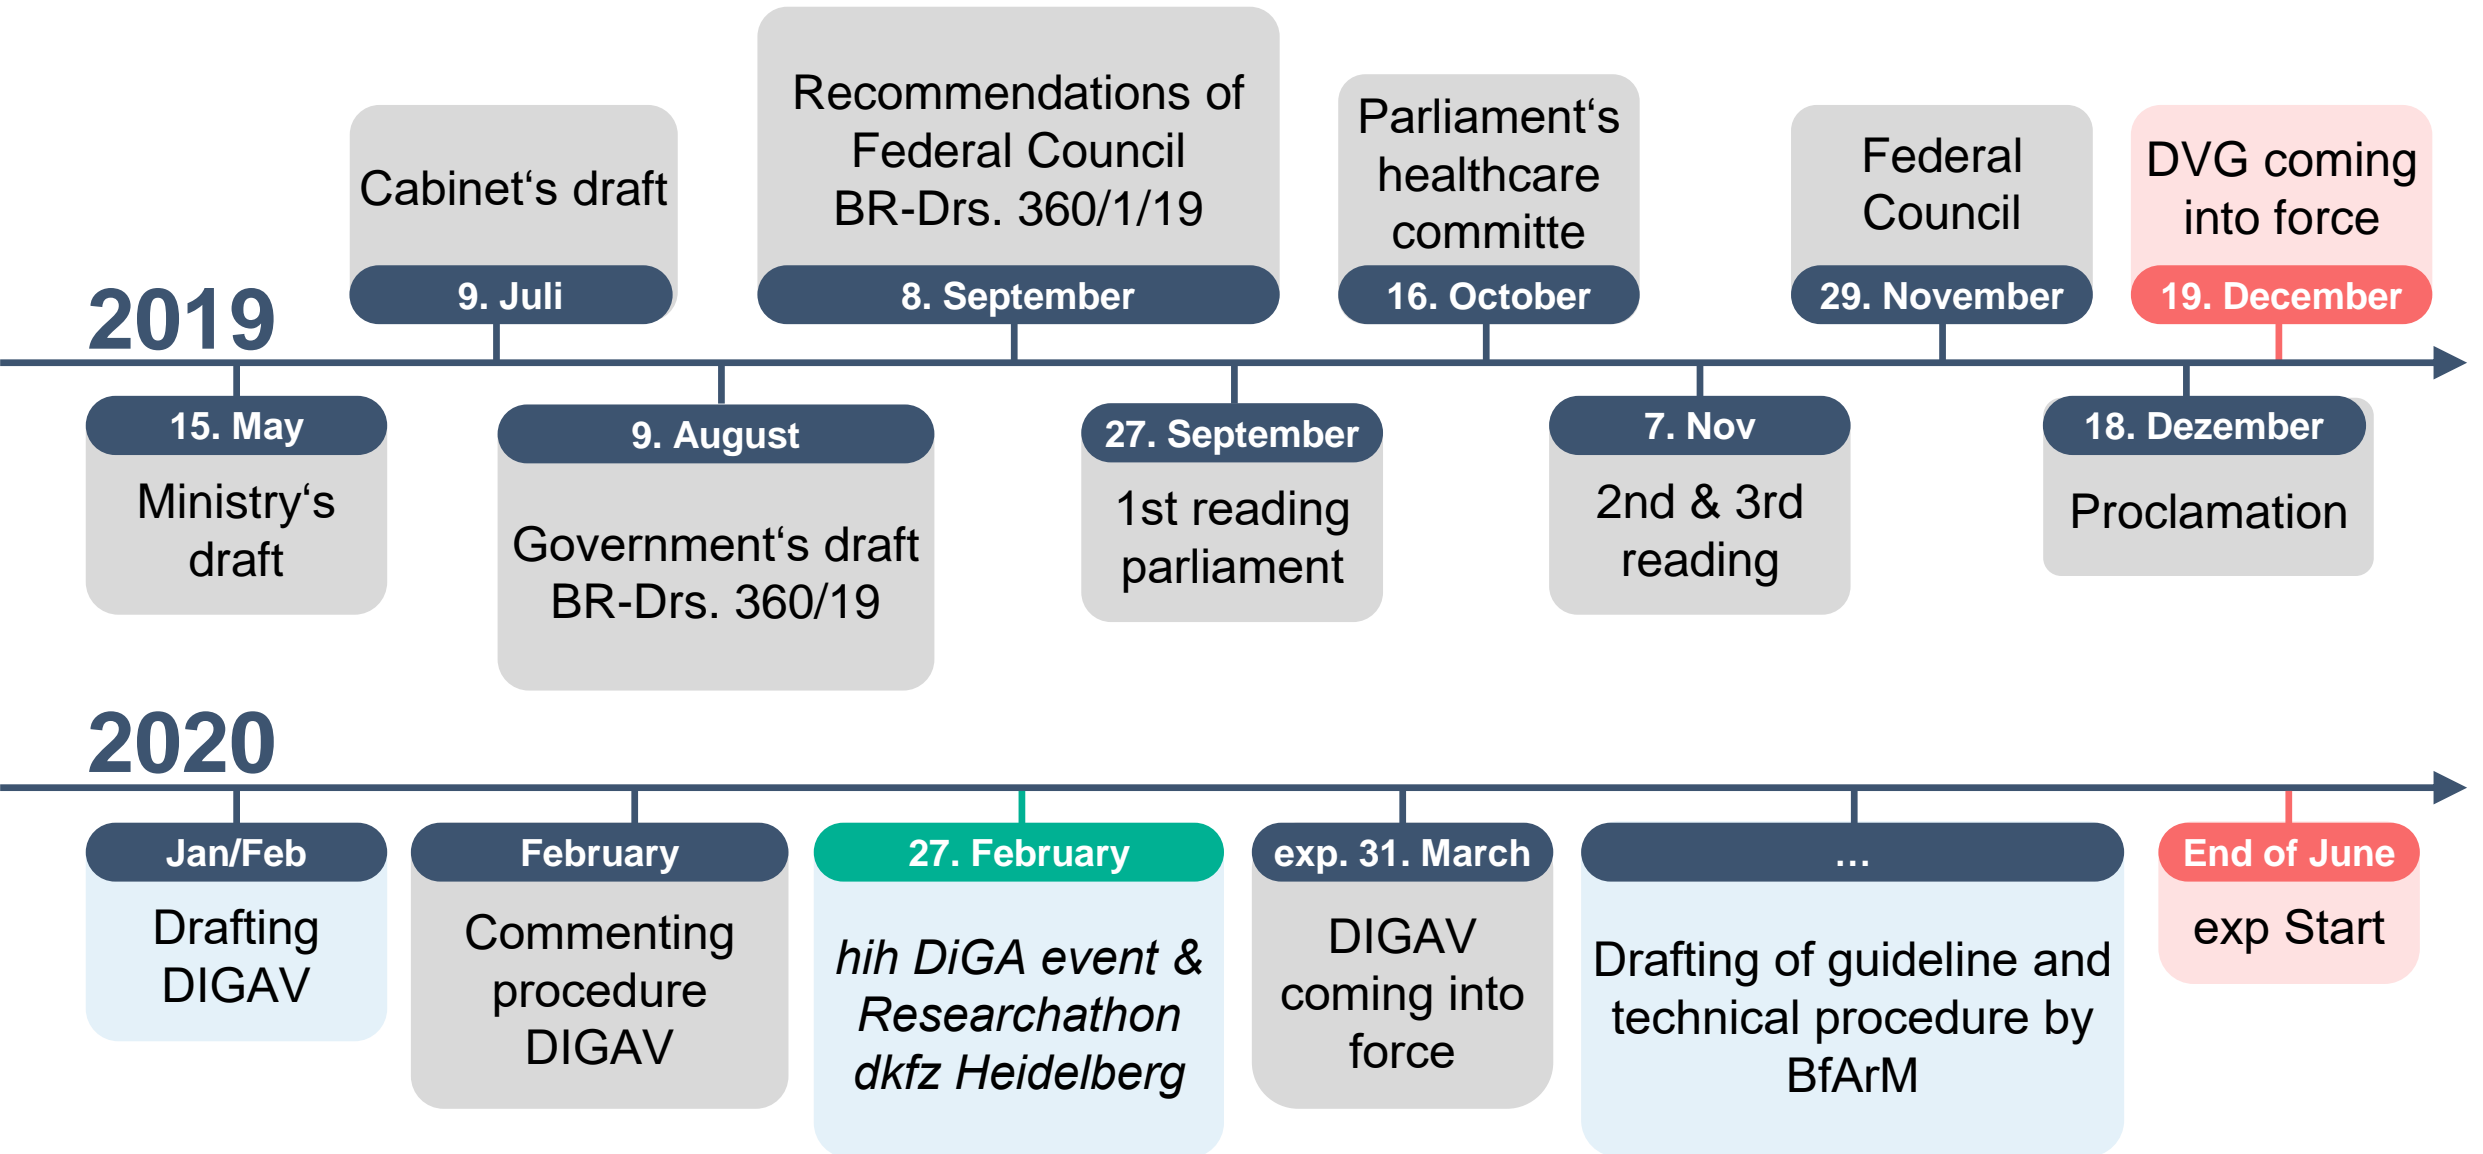 2019
15. May
Ministry‘s
draft
Cabinet‘s draft
9. Juli
9. August
Government‘s draft
BR-Drs. 360/19
Recommendations of
Federal Council
BR-Drs. 360/1/19
8. September
27. September
1st reading
parliament
Parliament‘s
healthcare
committe
16. October
7. Nov
2nd & 3rd
reading
Federal
Council
29. November
18. Dezember
Proclamation
DVG coming
into force
19. December
2020
Jan/Feb
Drafting
DIGAV
February
Commenting
procedure
DIGAV
27. February
hih DiGA event &
Researchathon
dkfz Heidelberg
exp. 31. March
DIGAV
coming into
force
…
Drafting of guideline and
technical procedure by
BfArM
End of June
exp Start